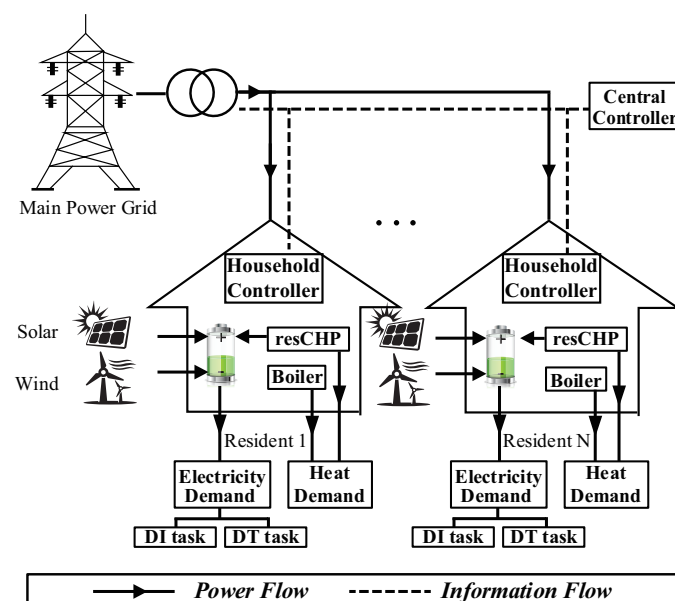 Central
Controller
Main Power Grid
. . .
Household
Controller
Household
Controller
Solar
+
resCHP
+
resCHP
Wind
-
Boiler
-
Boiler
Resident 1
Resident N
Electricity
Demand
Heat
Demand
Electricity
Demand
Heat
Demand
DI task
DT task
DI task
DT task
Power Flow
Information Flow